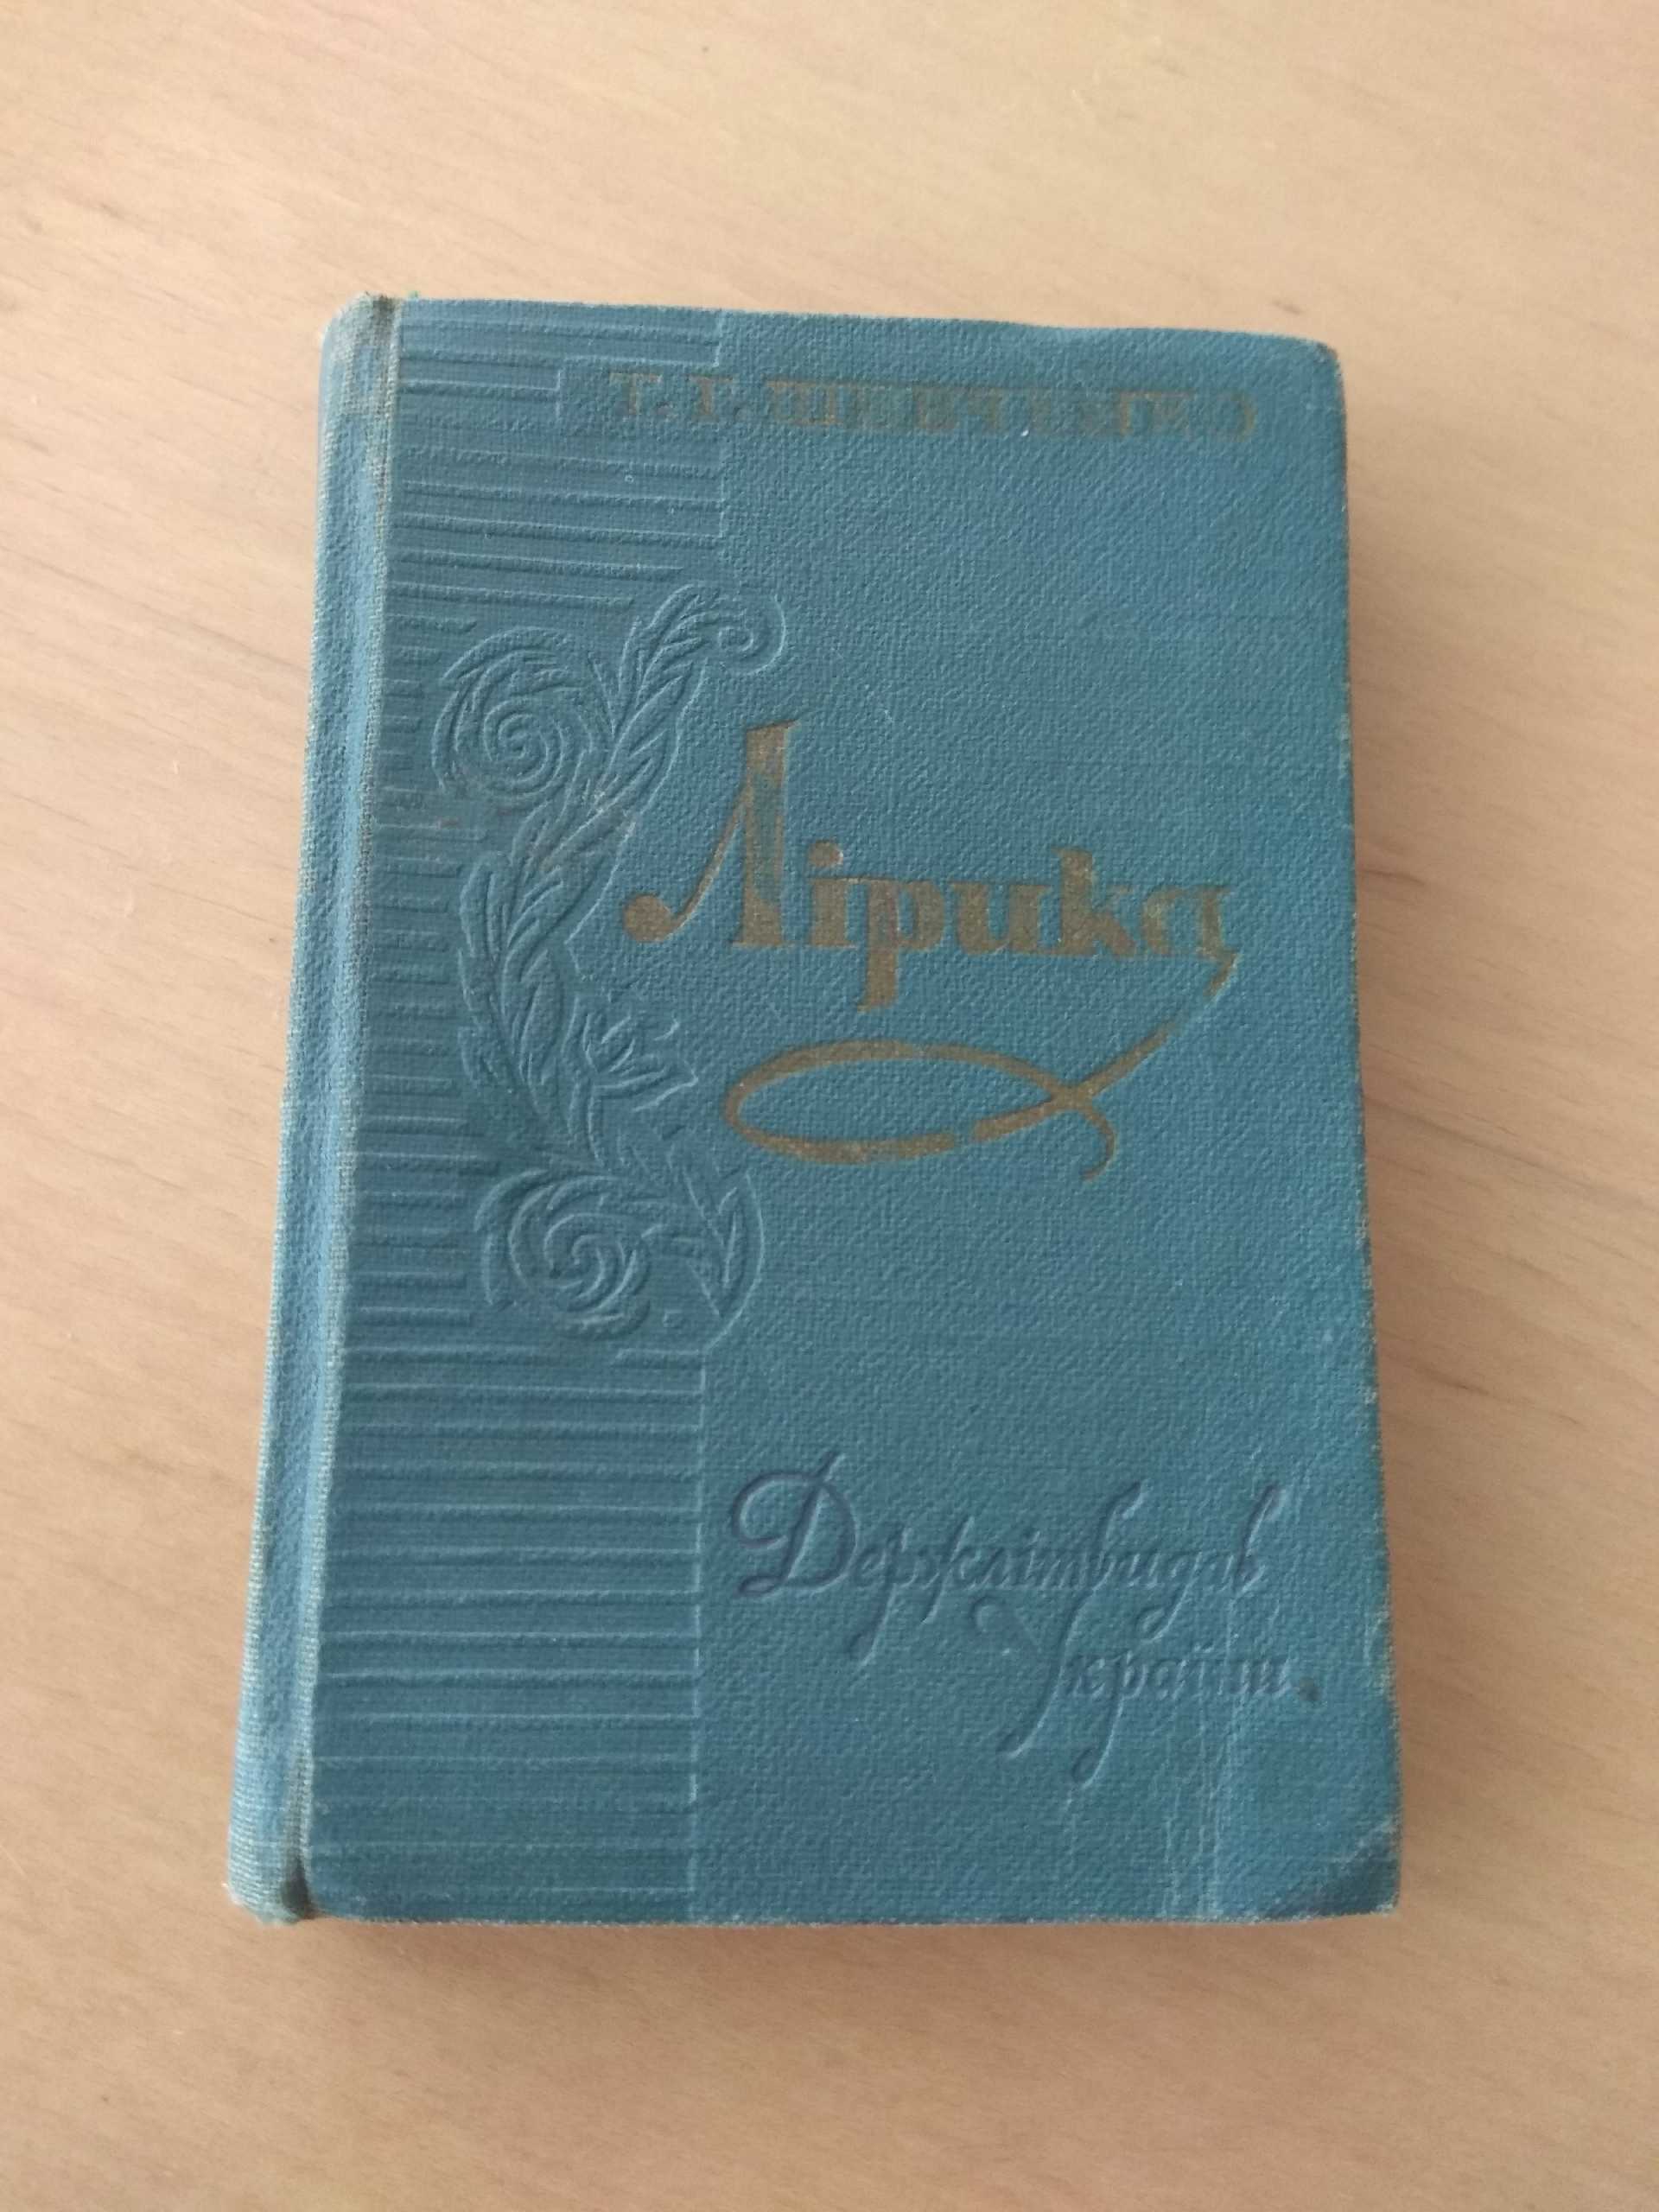 Т. Г. ШЕВЧЕНКО
Лірика
Держлітвидав
України